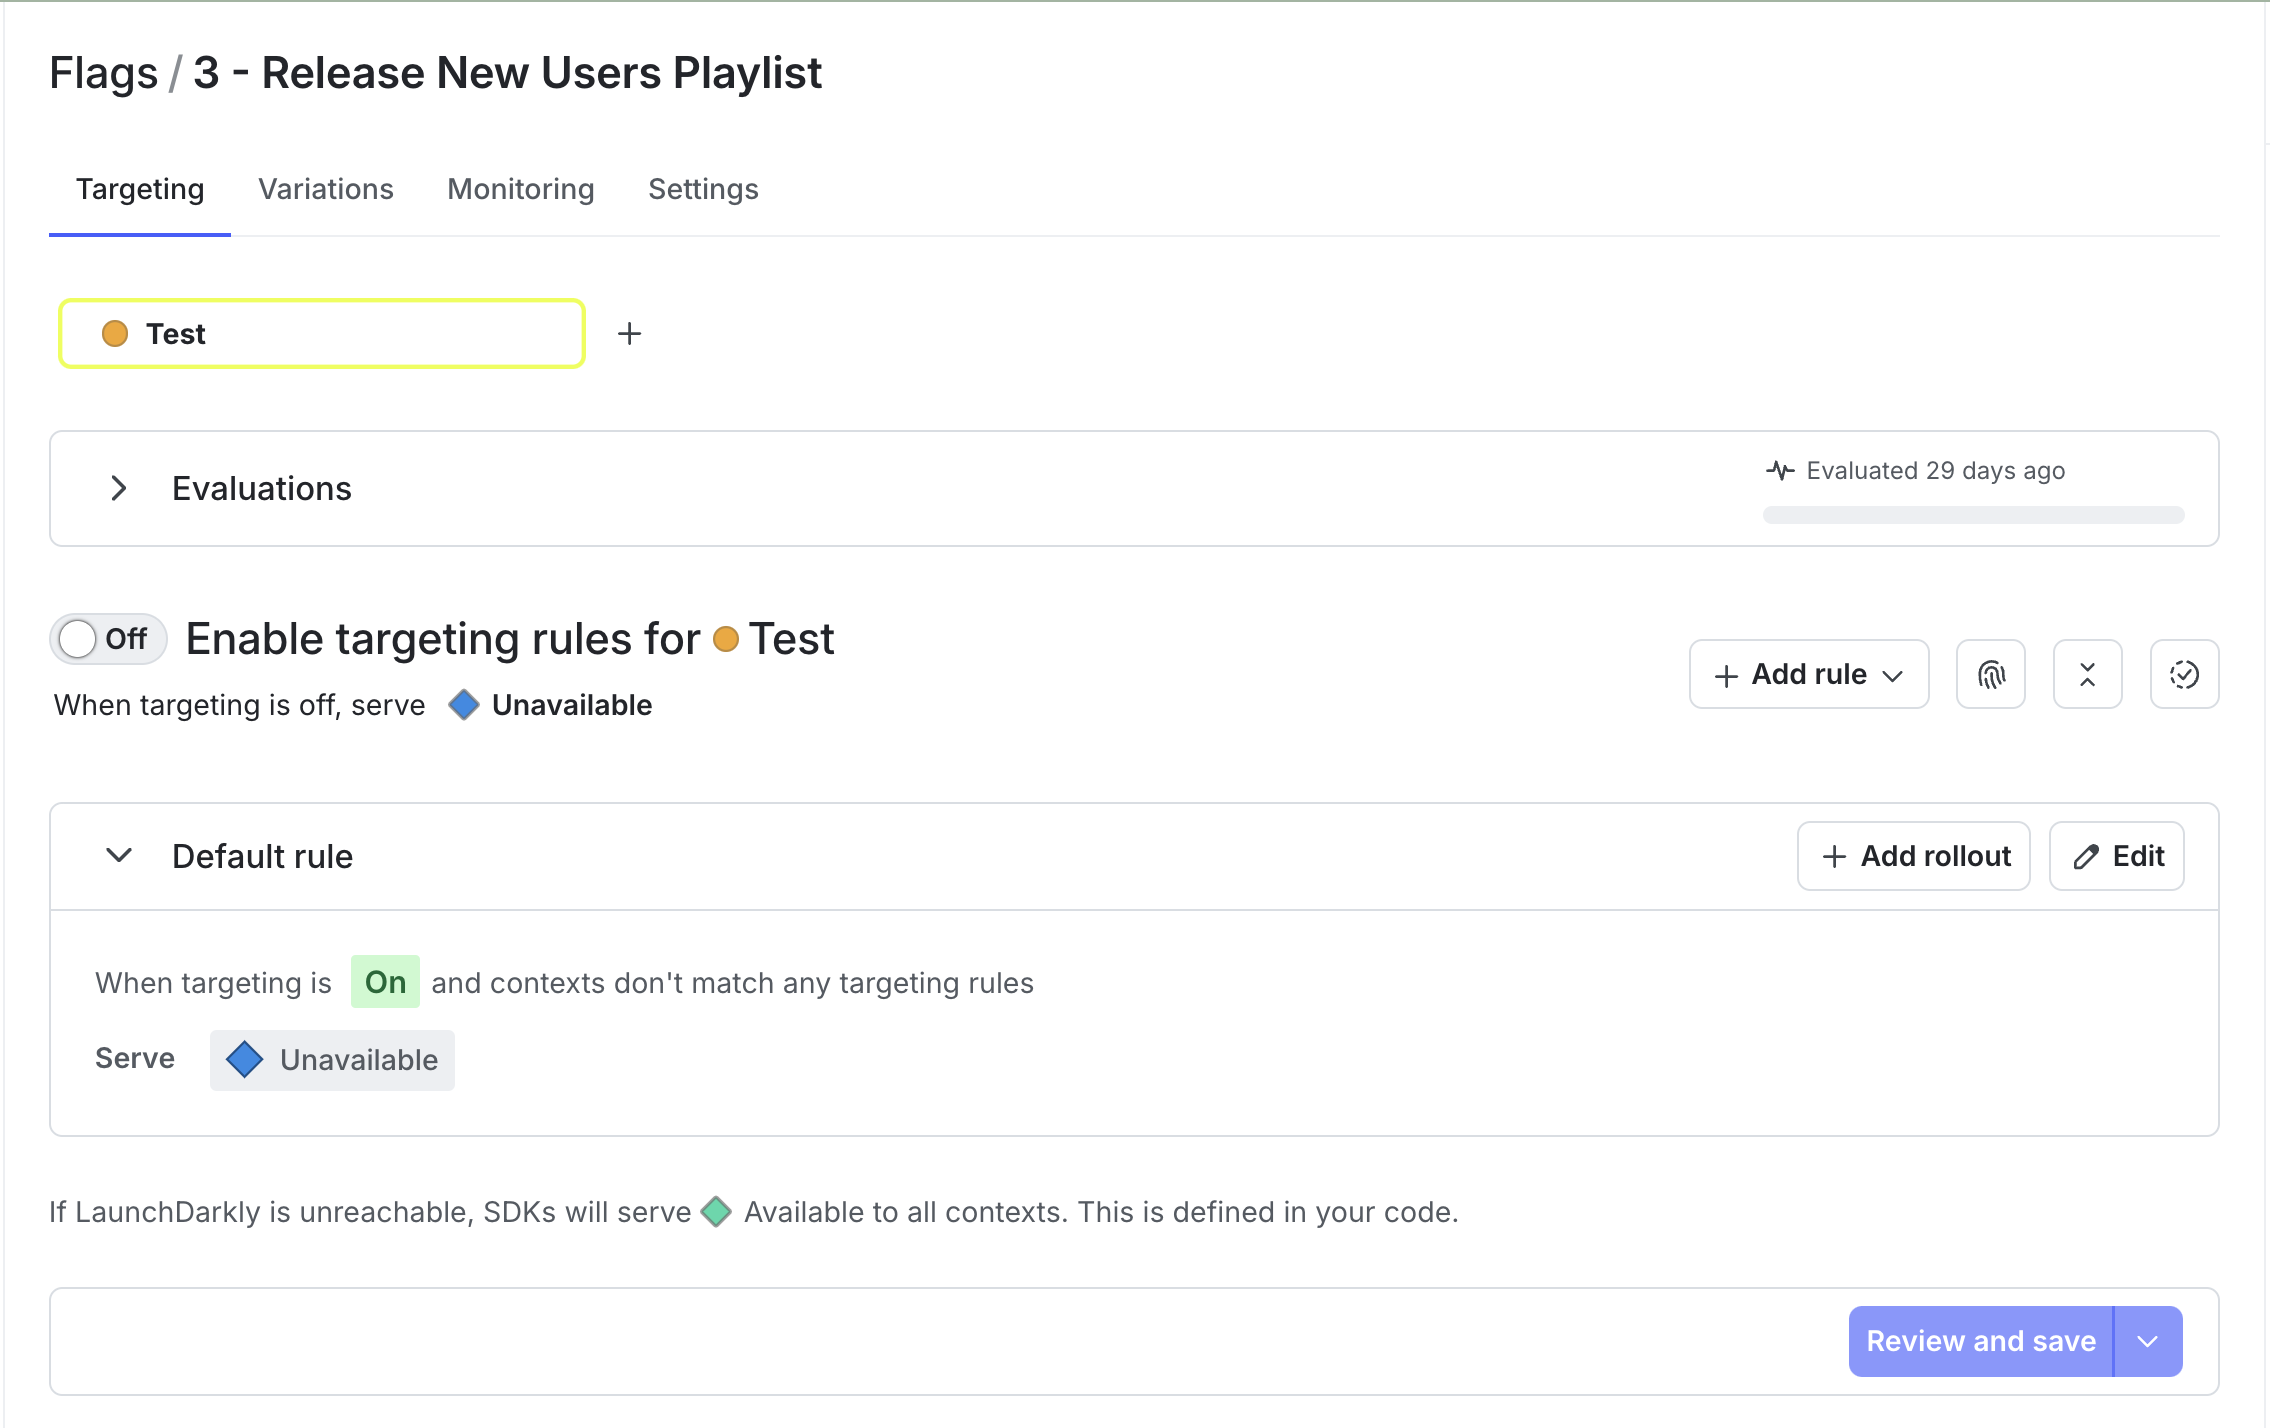 Flags / 3 - Release New Users Playlist
Targeting Variations Monitoring Settings
Test
Evaluations
Evaluated 29 days ago
Off Enable targeting rules for Test
When targeting is off, serve Unavailable
Add rule
Default rule
Add rollout
Edit
When targeting is On and contexts don't match any targeting rules
Serve Unavailable
If LaunchDarkly is unreachable, SDKs will serve Available to all contexts. This is defined in your code.
Review and save